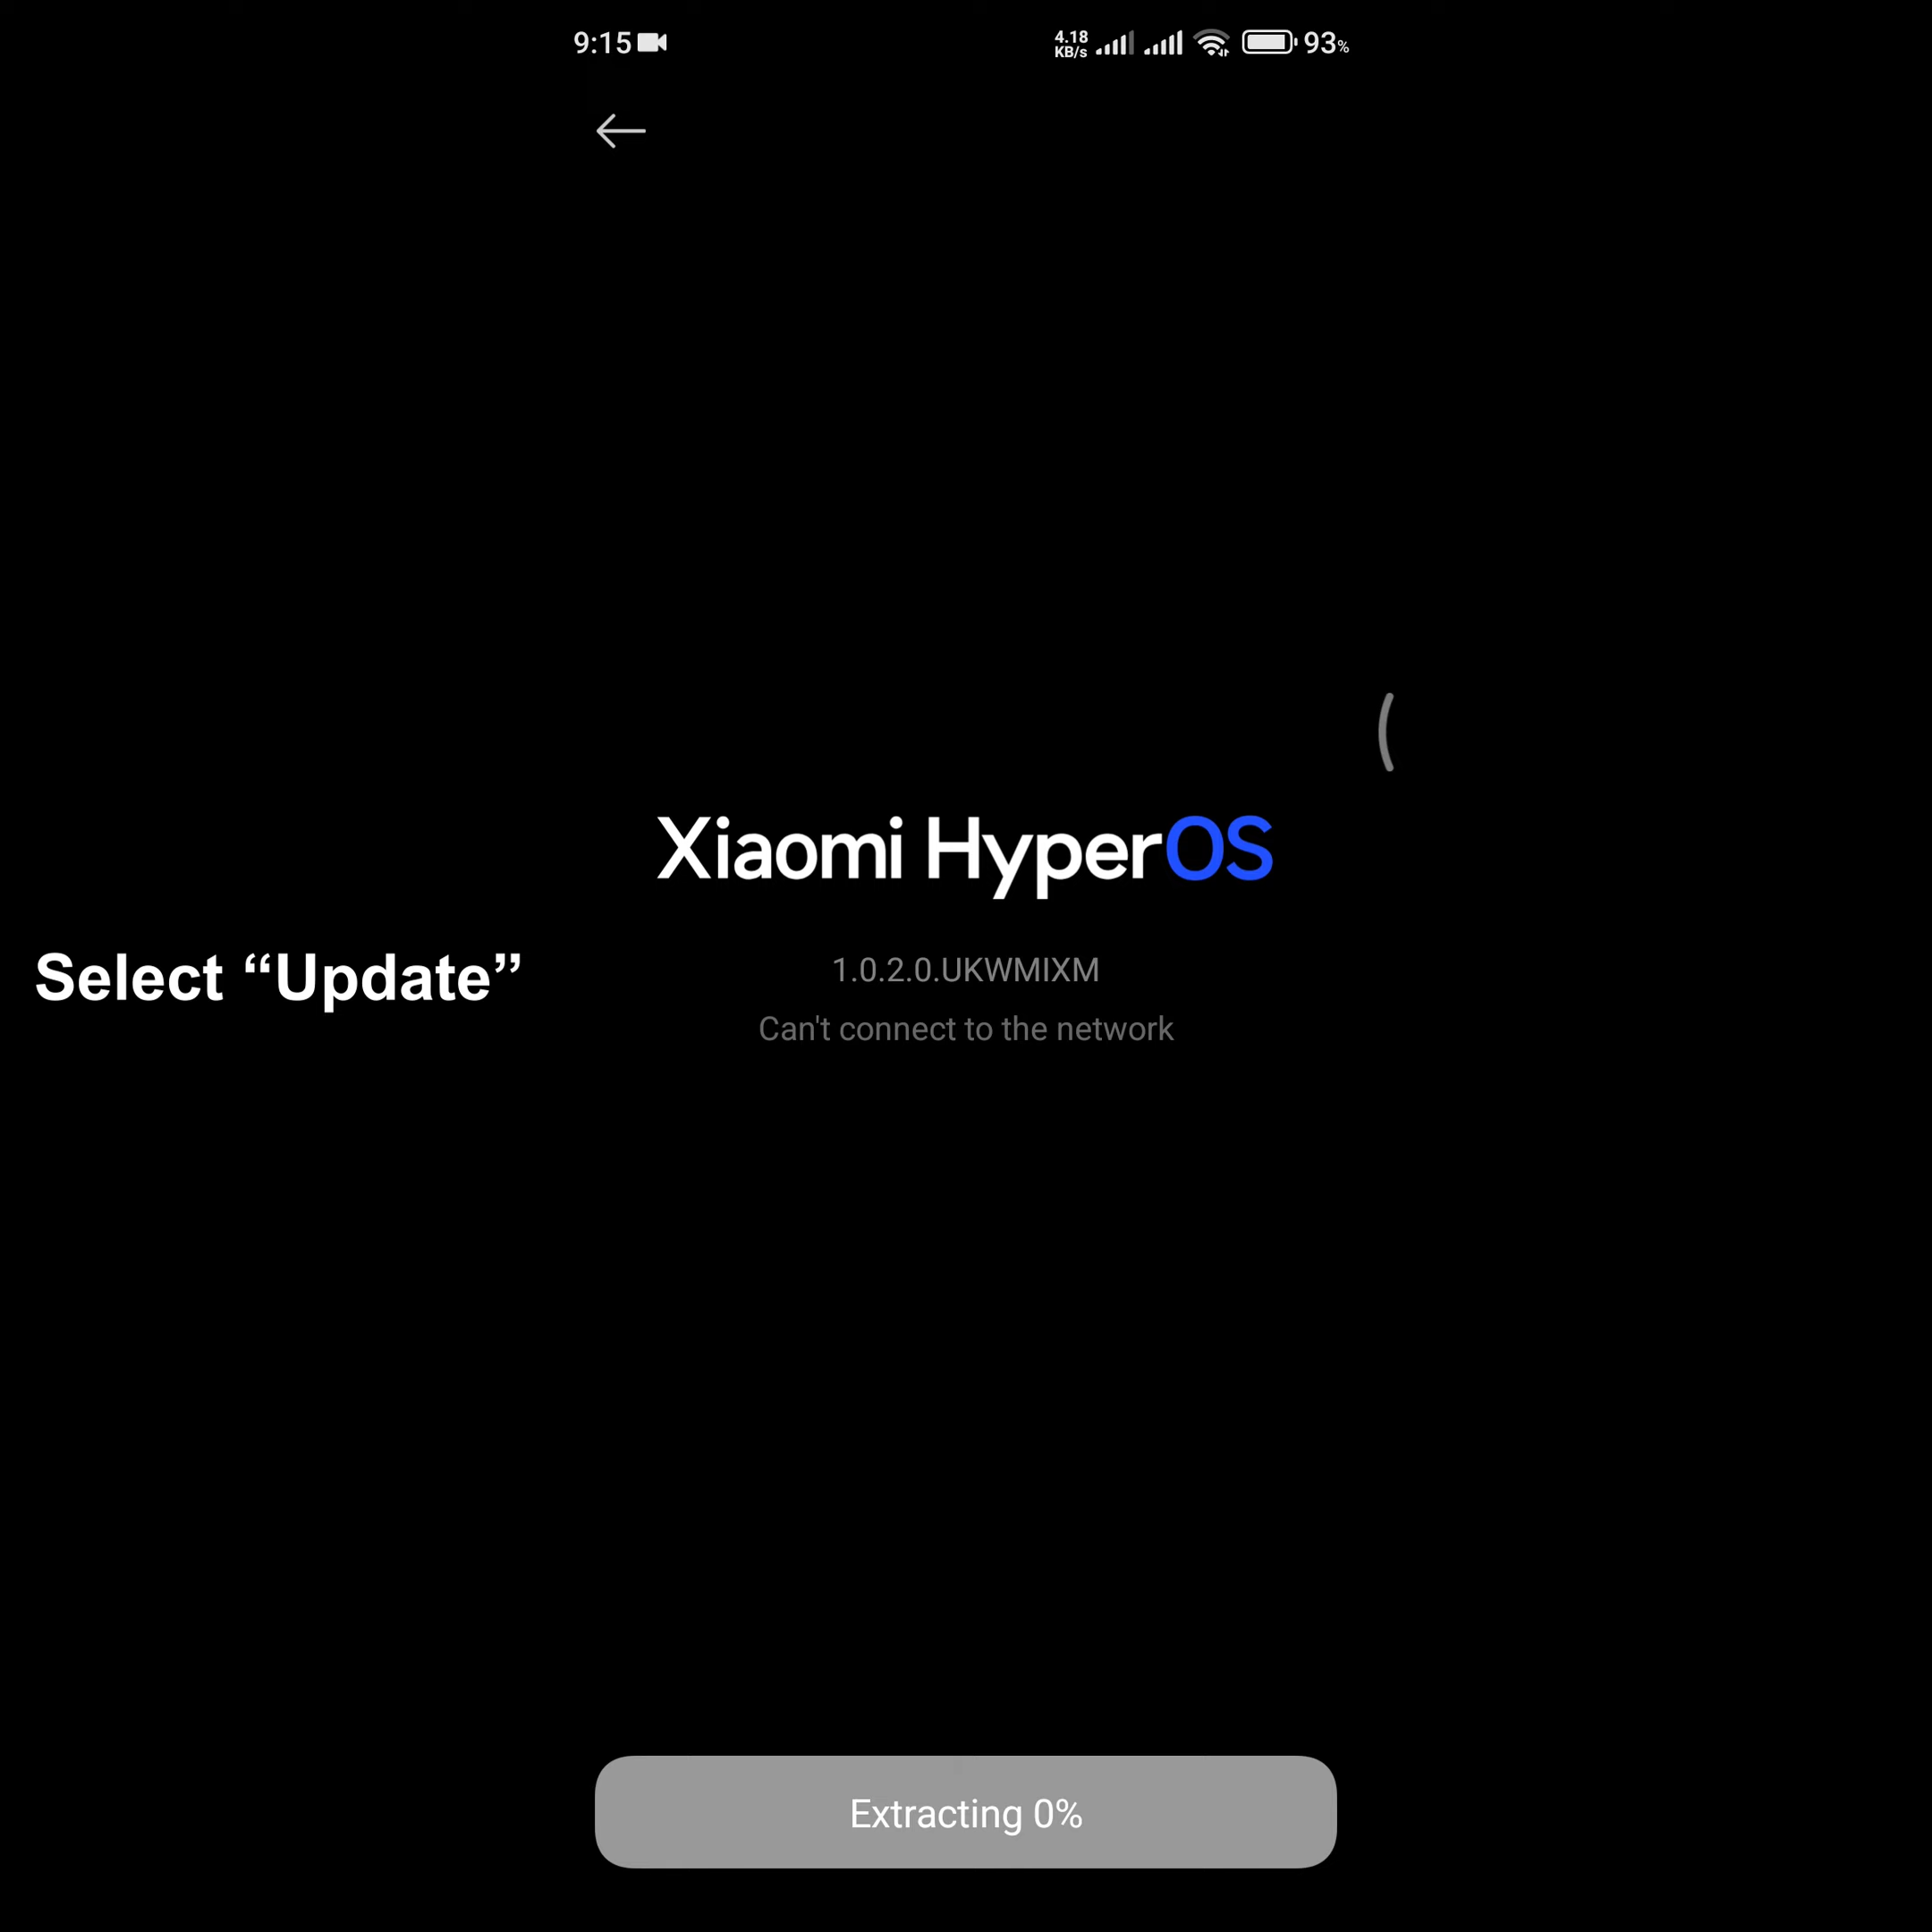 9:15
4.18
KB/s
93%
Xiaomi HyperOS
Select “Update”
1.0.2.0.UKWMIXM
Can't connect to the network
Extracting 0%